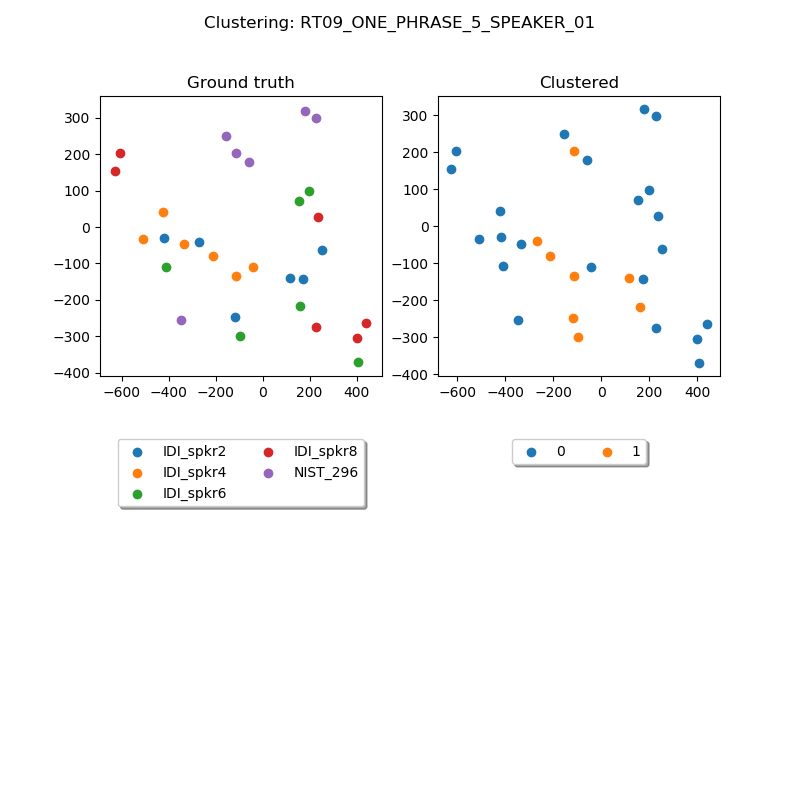 Clustering: RT09_ONE_PHRASE_5_SPEAKER_01
Ground truth
300
200
100
0
−100
−200
−300
−400
−600 −400 −200 0 200 400
IDI_spkr2 IDI_spkr8
IDI_spkr4 NIST_296
IDI_spkr6
Clustered
300
200
100
0
−100
−200
−300
−400
−600 −400 −200 0 200 400
0 1